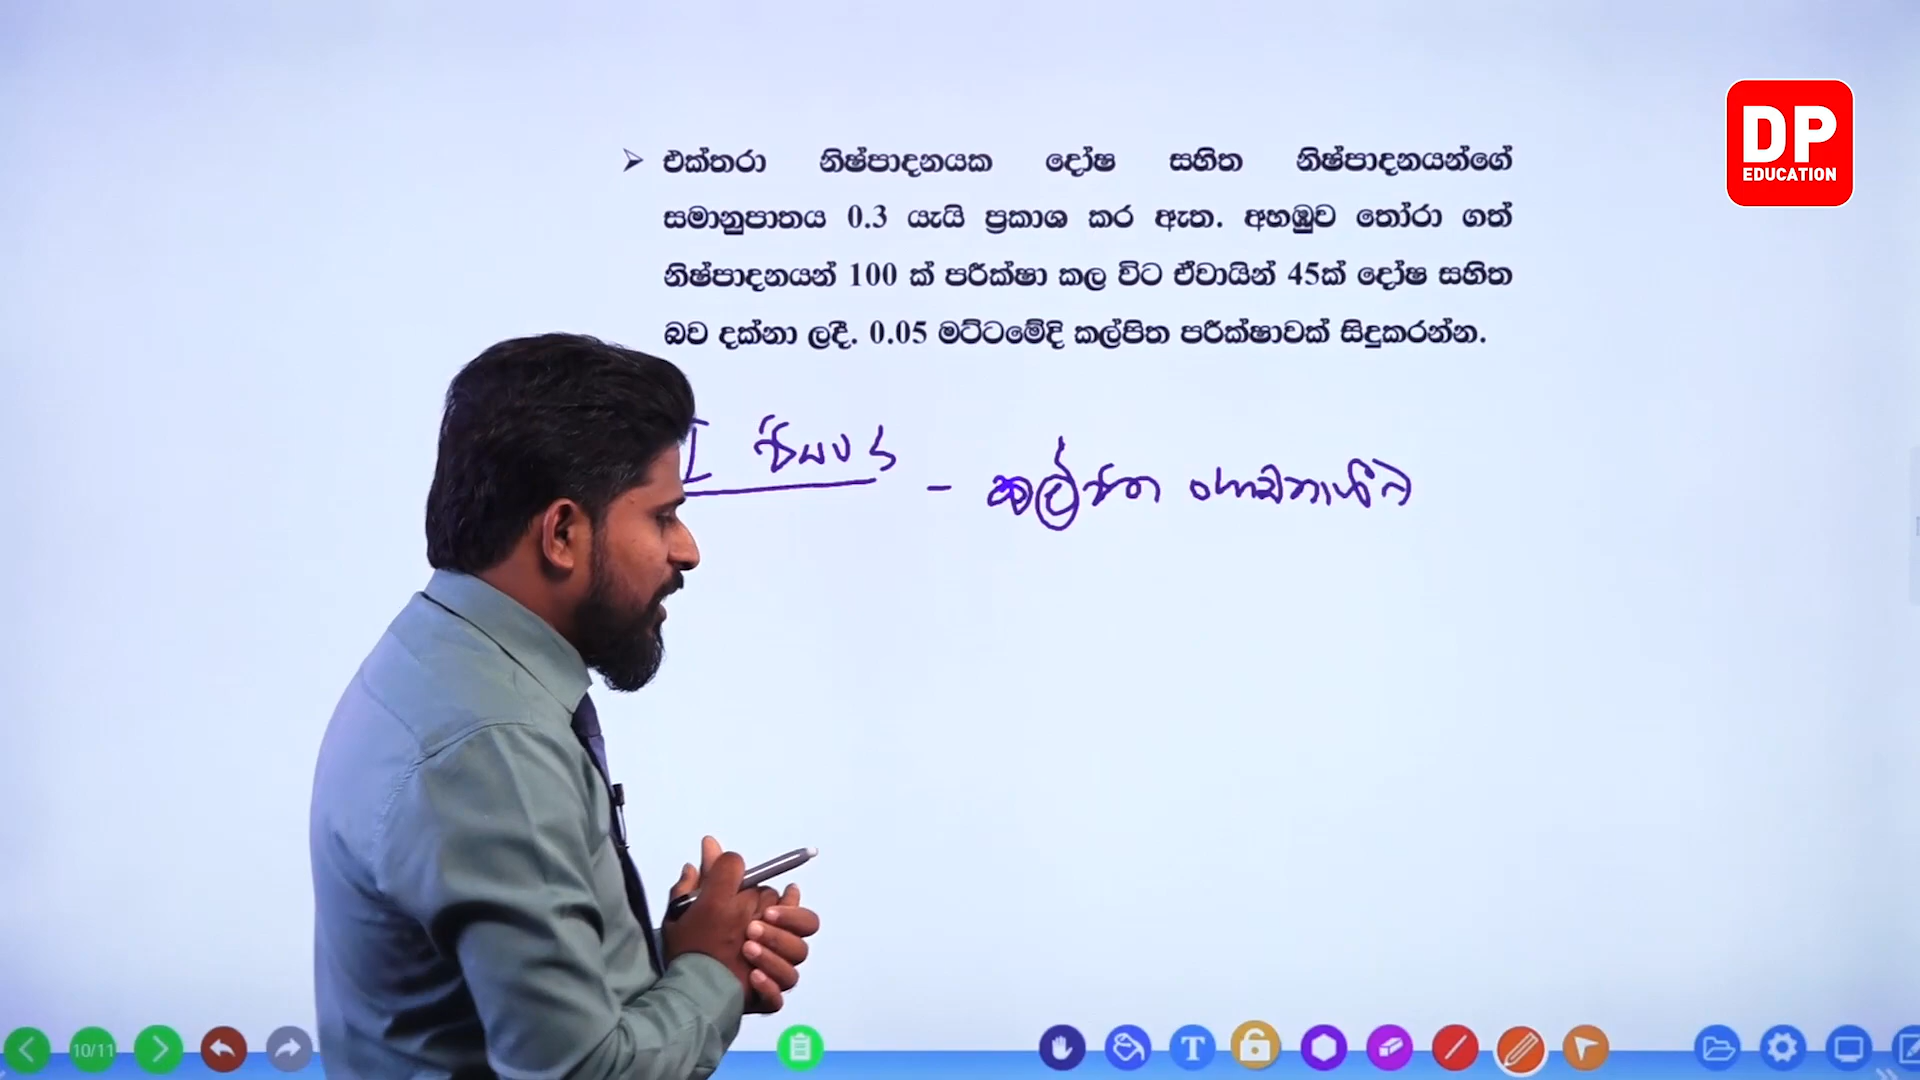 DP
EDUCATION
➢ එක්තරා නිෂ්පාදනයක දෝෂ සහිත නිෂ්පාදනයන්ගේ
සමානුපාතය 0.3 යැයි ප්‍රකාශ කර ඇත. අහඹුව තෝරා ගත්
නිෂ්පාදනයන් 100 ක් පරීක්ෂා කල විට ඒවායින් 45ක් දෝෂ සහිත
බව දක්නා ලදී. 0.05 මට්ටමේදි කල්පිත පරීක්ෂාවක් සිදුකරන්න.
I පියවර - කල්පිත ගොඩනැගීම
10/11
T